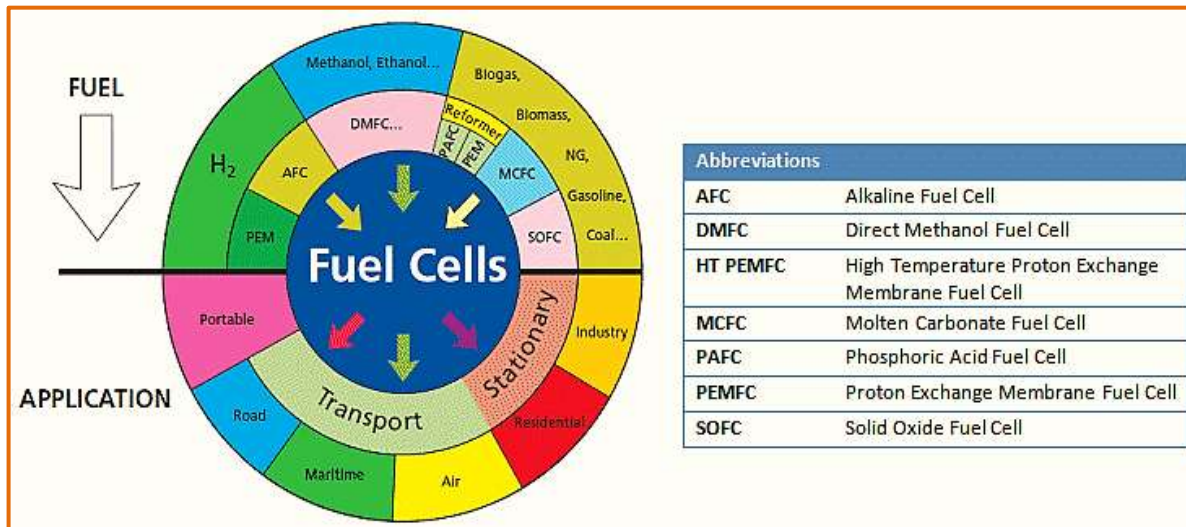 FUEL
APPLICATION
Methanol, Ethanol...
Biogas,
Biomass,
NG,
Gasoline,
Coal...
H2
DMFC...
Reformer
PAFC
PEM
AFC
MCFC
PEM
SOFC
Fuel Cells
Portable
Road
Maritime
Air
Residential
Industry
Transport
Stationary
Abbreviations
AFC Alkaline Fuel Cell
DMFC Direct Methanol Fuel Cell
HT PEMFC High Temperature Proton Exchange
Membrane Fuel Cell
MCFC Molten Carbonate Fuel Cell
PAFC Phosphoric Acid Fuel Cell
PEMFC Proton Exchange Membrane Fuel Cell
SOFC Solid Oxide Fuel Cell